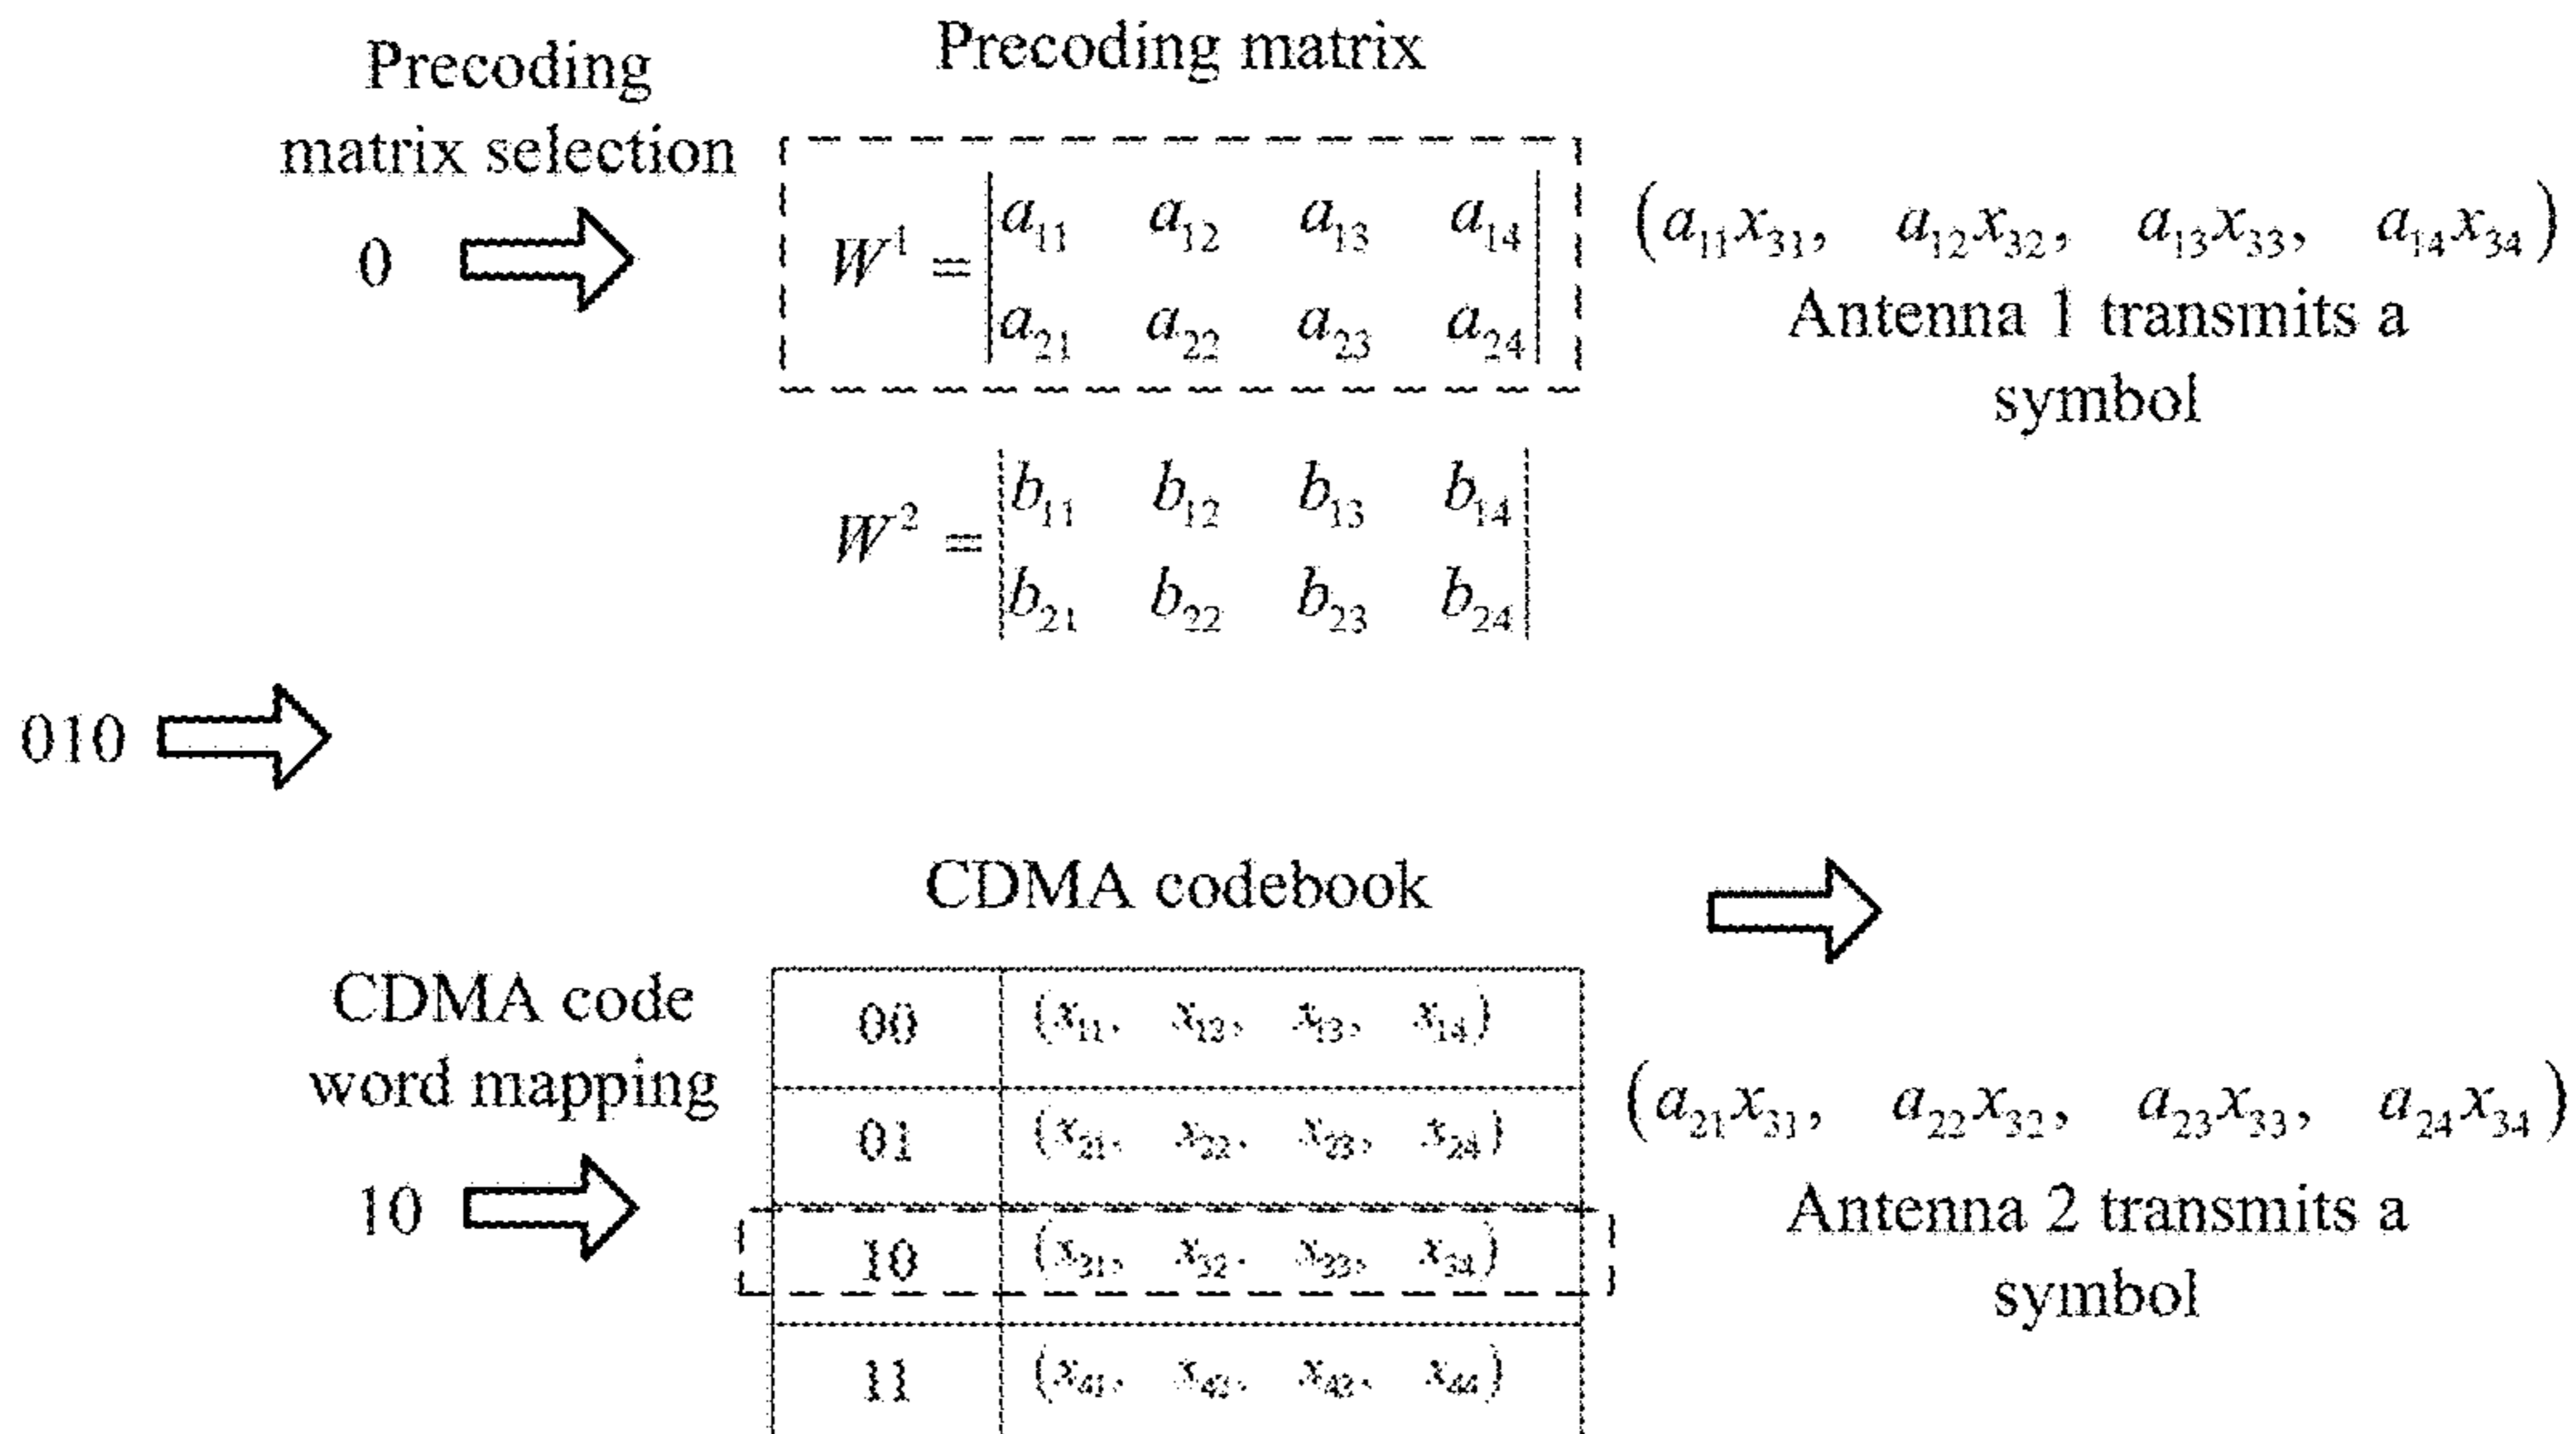 Precoding
matrix selection
0
Precoding matrix
W¹ = |a₁₁ a₁₂ a₁₃ a₁₄|
|a₂₁ a₂₂ a₂₃ a₂₄|
(a₁₁x₃₁, a₁₂x₃₂, a₁₃x₃₃, a₁₄x₃₄)
Antenna 1 transmits a
symbol
W² = |b₁₁ b₁₂ b₁₃ b₁₄|
|b₂₁ b₂₂ b₂₃ b₂₄|
010
CDMA code
word mapping
10
CDMA codebook
00 (x₁₁, x₁₂, x₁₃, x₁₄)
01 (x₂₁, x₂₂, x₂₃, x₂₄)
10 (x₃₁, x₃₂, x₃₃, x₃₄)
11 (x₄₁, x₄₂, x₄₃, x₄₄)
(a₂₁x₃₁, a₂₂x₃₂, a₂₃x₃₃, a₂₄x₃₄)
Antenna 2 transmits a
symbol